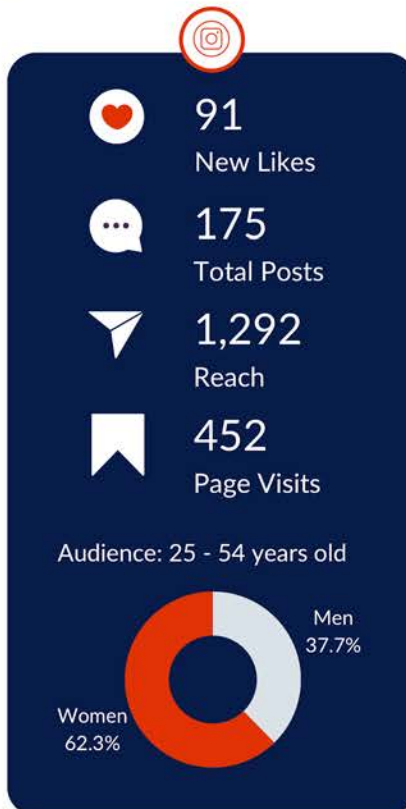 91
New Likes
175
Total Posts
1,292
Reach
452
Page Visits
Audience: 25 - 54 years old
Men
37.7%
Women
62.3%